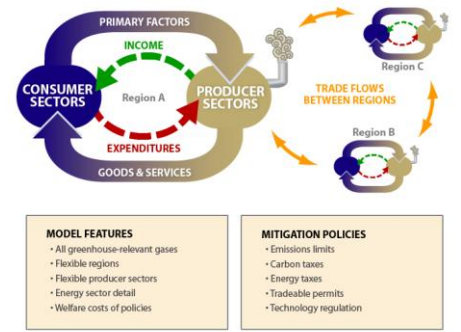 PRIMARY FACTORS
INCOME
CONSUMER
SECTORS
Region A
PRODUCER
SECTORS
EXPENDITURES
GOODS & SERVICES
Region C
TRADE FLOWS
BETWEEN REGIONS
Region B
MODEL FEATURES
• All greenhouse-relevant gases
• Flexible regions
• Flexible producer sectors
• Energy sector detail
• Welfare costs of policies
MITIGATION POLICIES
• Emissions limits
• Carbon taxes
• Energy taxes
• Tradeable permits
• Technology regulation